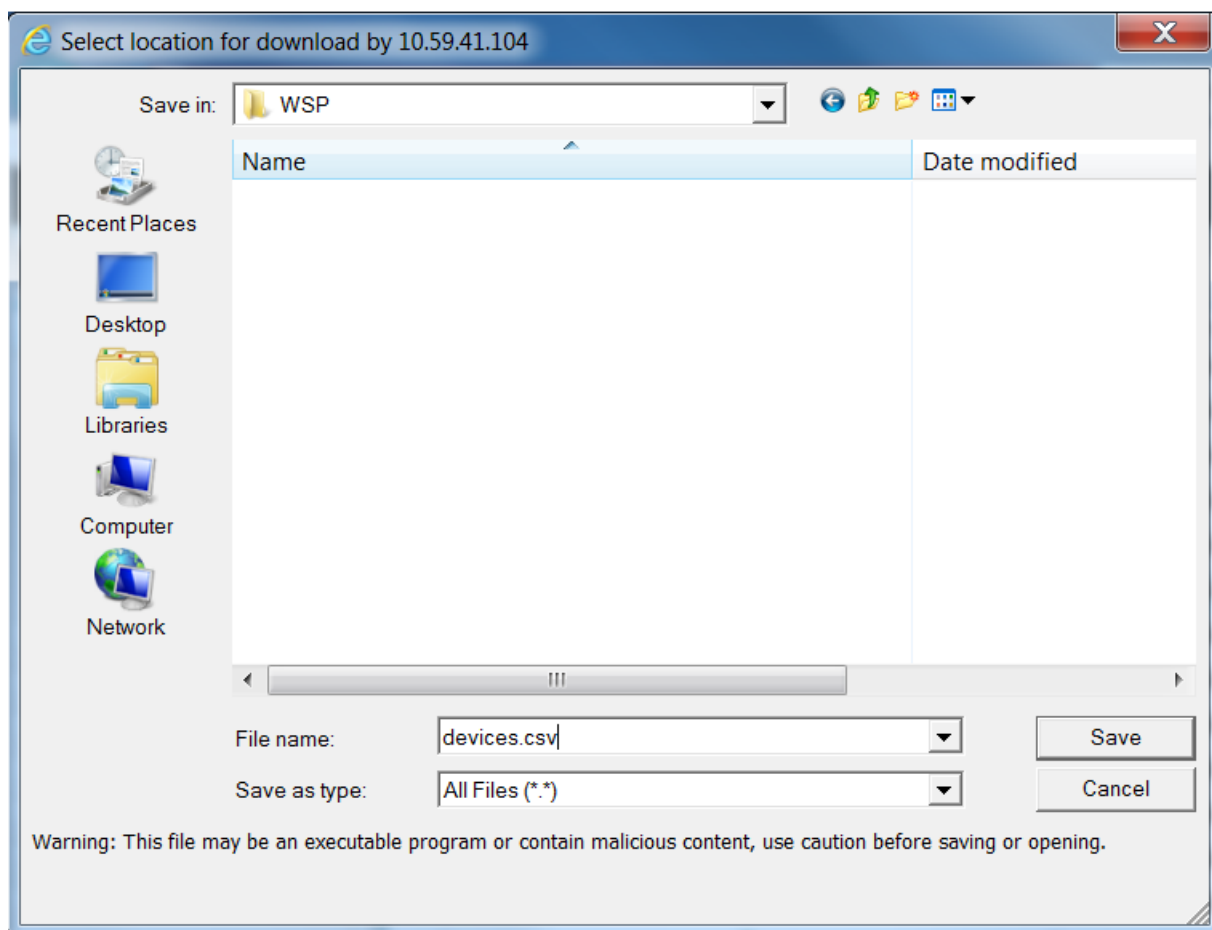 Select location for download by 10.59.41.104
X
Save in: WSP
Name Date modified
Recent Places
Desktop
Libraries
Computer
Network
File name: devices.csv Save
Save as type: All Files (*.*) Cancel
Warning: This file may be an executable program or contain malicious content, use caution before saving or opening.